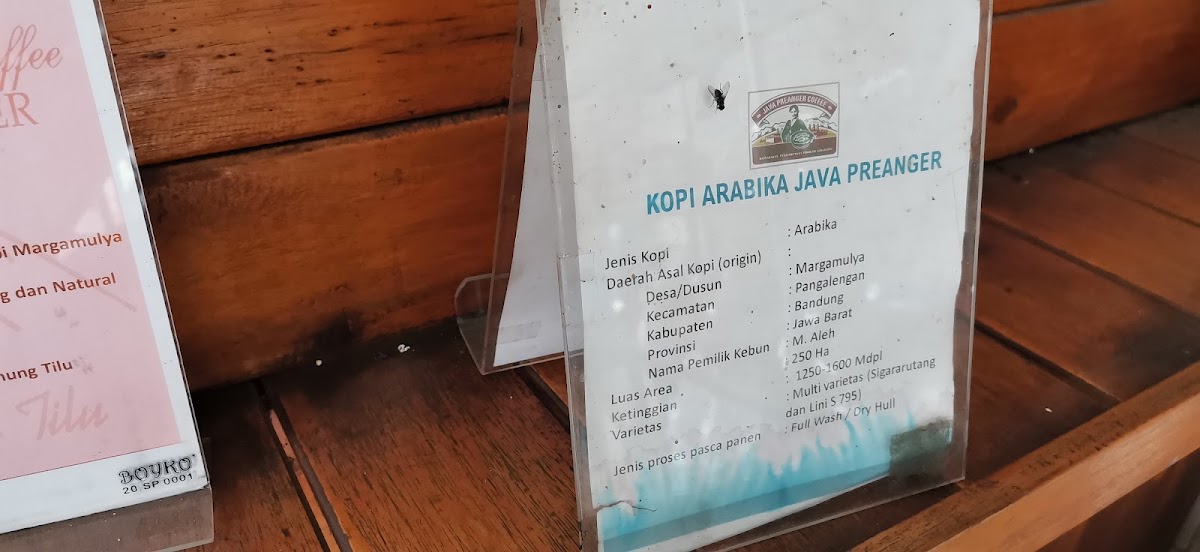 ffee
ER
pi Margamulya
g dan Natural
nung Tilu
Tilu
BOYKO
20.SP 0001
JAVA PREANGER COFFEE
KOPI ARABIKA JAVA PREANGER
Jenis Kopi : Arabika
Daerah Asal Kopi (origin) :
Desa/Dusun : Margamulya
Kecamatan : Pangalengan
Kabupaten : Bandung
Provinsi : Jawa Barat
Nama Pemilik Kebun : M. Aleh
Luas Area : 250 Ha
Ketinggian : 1250-1600 Mdpi
Varietas : Multi varietas (Sigararutang
dan Lini S 795)
Jenis proses pasca panen : Full Wash / Dry Hull